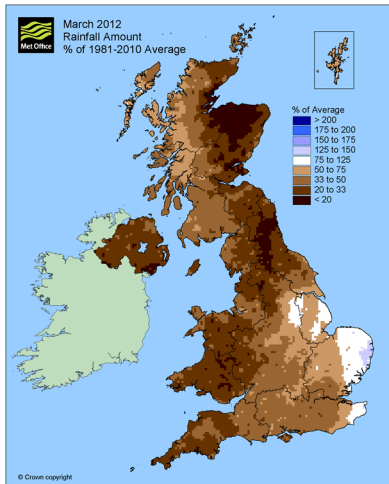 Met Office
March 2012
Rainfall Amount
% of 1981-2010 Average
% of Average
> 200
175 to 200
150 to 175
125 to 150
75 to 125
50 to 75
33 to 50
20 to 33
< 20
© Crown copyright